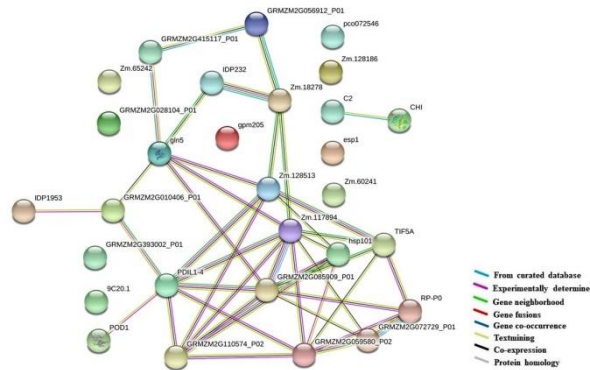 GRMZM2G056912_P01
pco072546
GRMZM2G415117_P01
Zm.65242
IDP232
Zm.128186
Zm.18278
C2
CHI
GRMZM2G028104_P01
gpm205
esp1
gln5
Zm.128513
Zm.60241
IDP1953
GRMZM2G010406_P01
Zm.117894
hsp101
TIF5A
GRMZM2G393002_P01
PDIL1-4
GRMZM2G085909_P01
9C20.1
RP-P0
POD1
GRMZM2G072729_P01
GRMZM2G110574_P02
GRMZM2G059580_P02
From curated database
Experimentally determine
Gene neighborhood
Gene fusions
Gene co-occurrence
Textmining
Co-expression
Protein homology